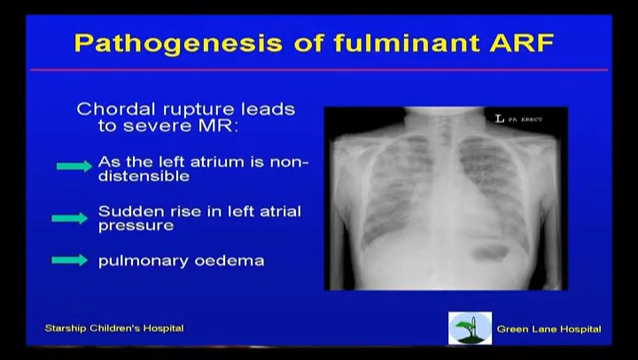 Pathogenesis of fulminant ARF
Chordal rupture leads
to severe MR:
As the left atrium is non-
distensible
Sudden rise in left atrial
pressure
pulmonary oedema
L PA ERECT
Starship Children's Hospital
Green Lane Hospital